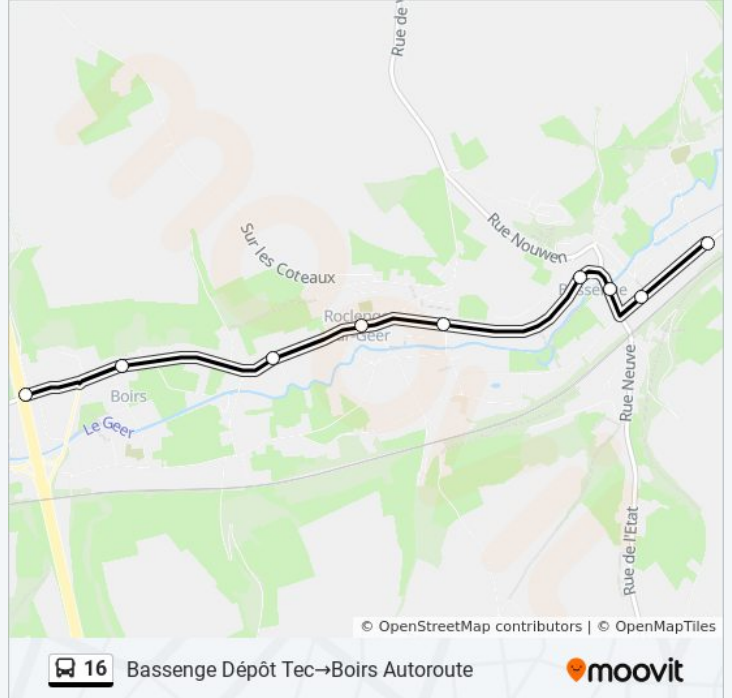 Rue de
Rue Nouwen
Sur les Coteaux
Roclenge
-sur-Geer
Boirs
Le Geer
Rue Neuve
Rue de l'Etat
© OpenStreetMap contributors | © OpenMapTiles
16 Bassenge Dépôt Tec→Boirs Autoroute
moovit